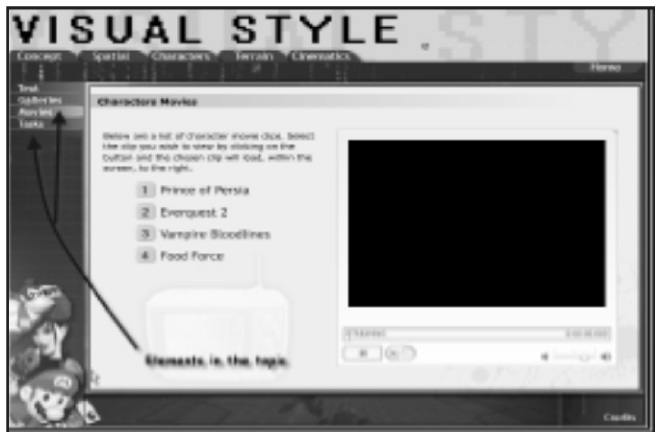 VISUAL STYLE
Concept Spatial Characters Terrain Cinematics
Home
Text
Galleries
Movies
Tasks
Characters Movies
Below are a list of character movie clips. Select
the clip you wish to view by clicking on the
button and the chosen clip will load, within the
screen, to the right.
1 Prince of Persia
2 Everquest 2
3 Vampire Bloodlines
4 Food Force
Elements in the topic
Credits